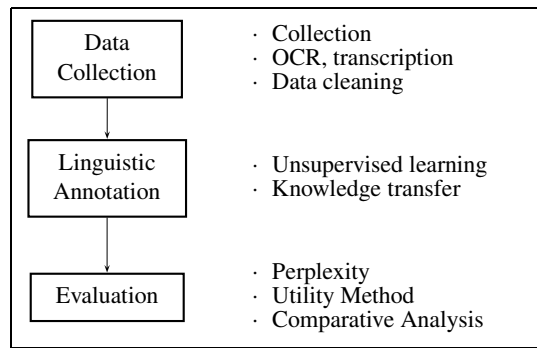 Data
Collection
· Collection
· OCR, transcription
· Data cleaning
Linguistic
Annotation
· Unsupervised learning
· Knowledge transfer
Evaluation
· Perplexity
· Utility Method
· Comparative Analysis